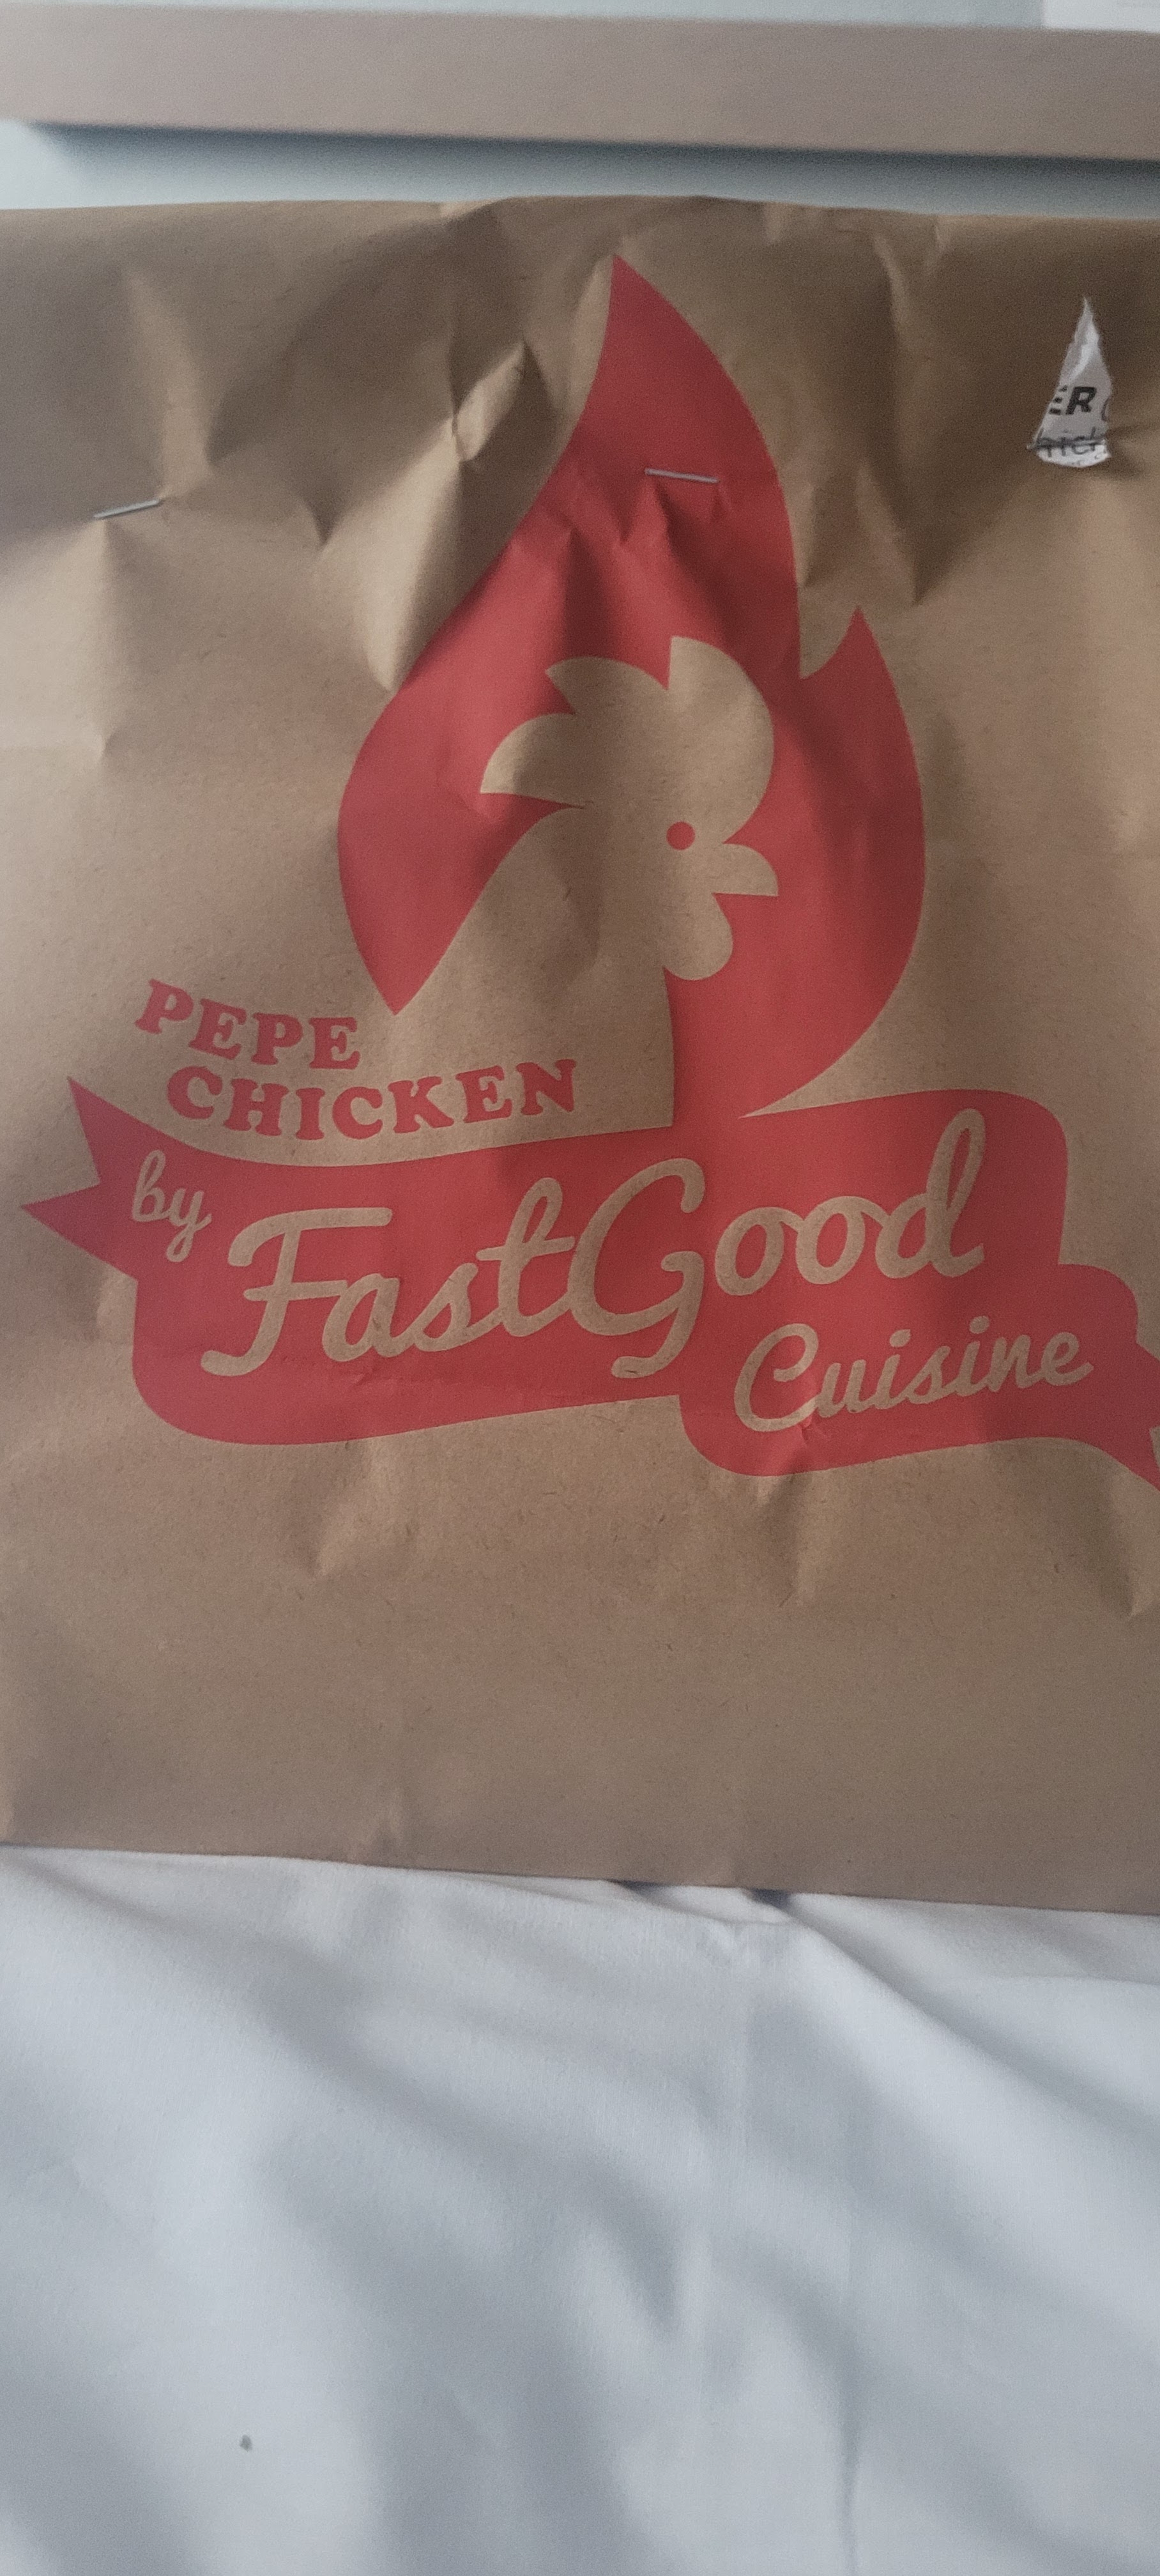 PEPE
CHICKEN
by FastGood
Cuisine